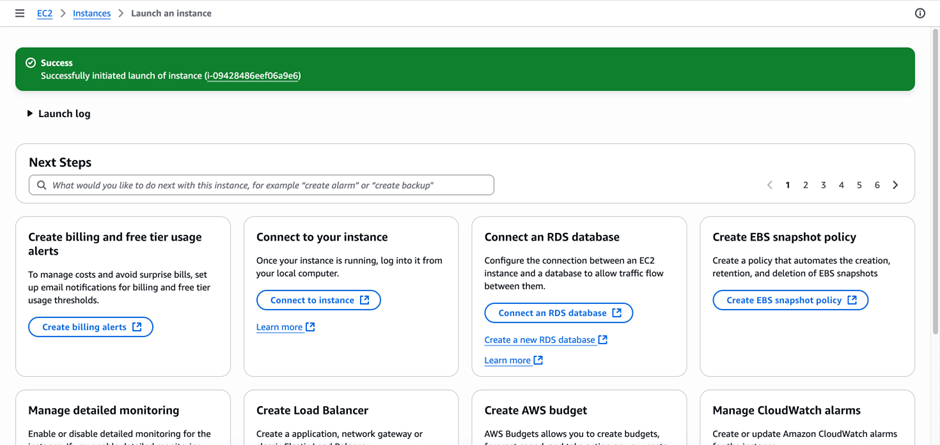 EC2 > Instances > Launch an instance
Success
Successfully initiated launch of instance (i-09428486eef06a9e6)
Launch log
Next Steps
What would you like to do next with this instance, for example "create alarm" or "create backup"
< 1 2 3 4 5 6 >
Create billing and free tier usage
alerts
To manage costs and avoid surprise bills, set
up email notifications for billing and free tier
usage thresholds.
Create billing alerts
Connect to your instance
Once your instance is running, log into it from
your local computer.
Connect to instance
Learn more
Connect an RDS database
Configure the connection between an EC2
instance and a database to allow traffic flow
between them.
Connect an RDS database
Create a new RDS database
Learn more
Create EBS snapshot policy
Create a policy that automates the creation,
retention, and deletion of EBS snapshots
Create EBS snapshot policy
Manage detailed monitoring
Enable or disable detailed monitoring for the
Create Load Balancer
Create a application, network gateway or
Create AWS budget
AWS Budgets allows you to create budgets,
Manage CloudWatch alarms
Create or update Amazon CloudWatch alarms